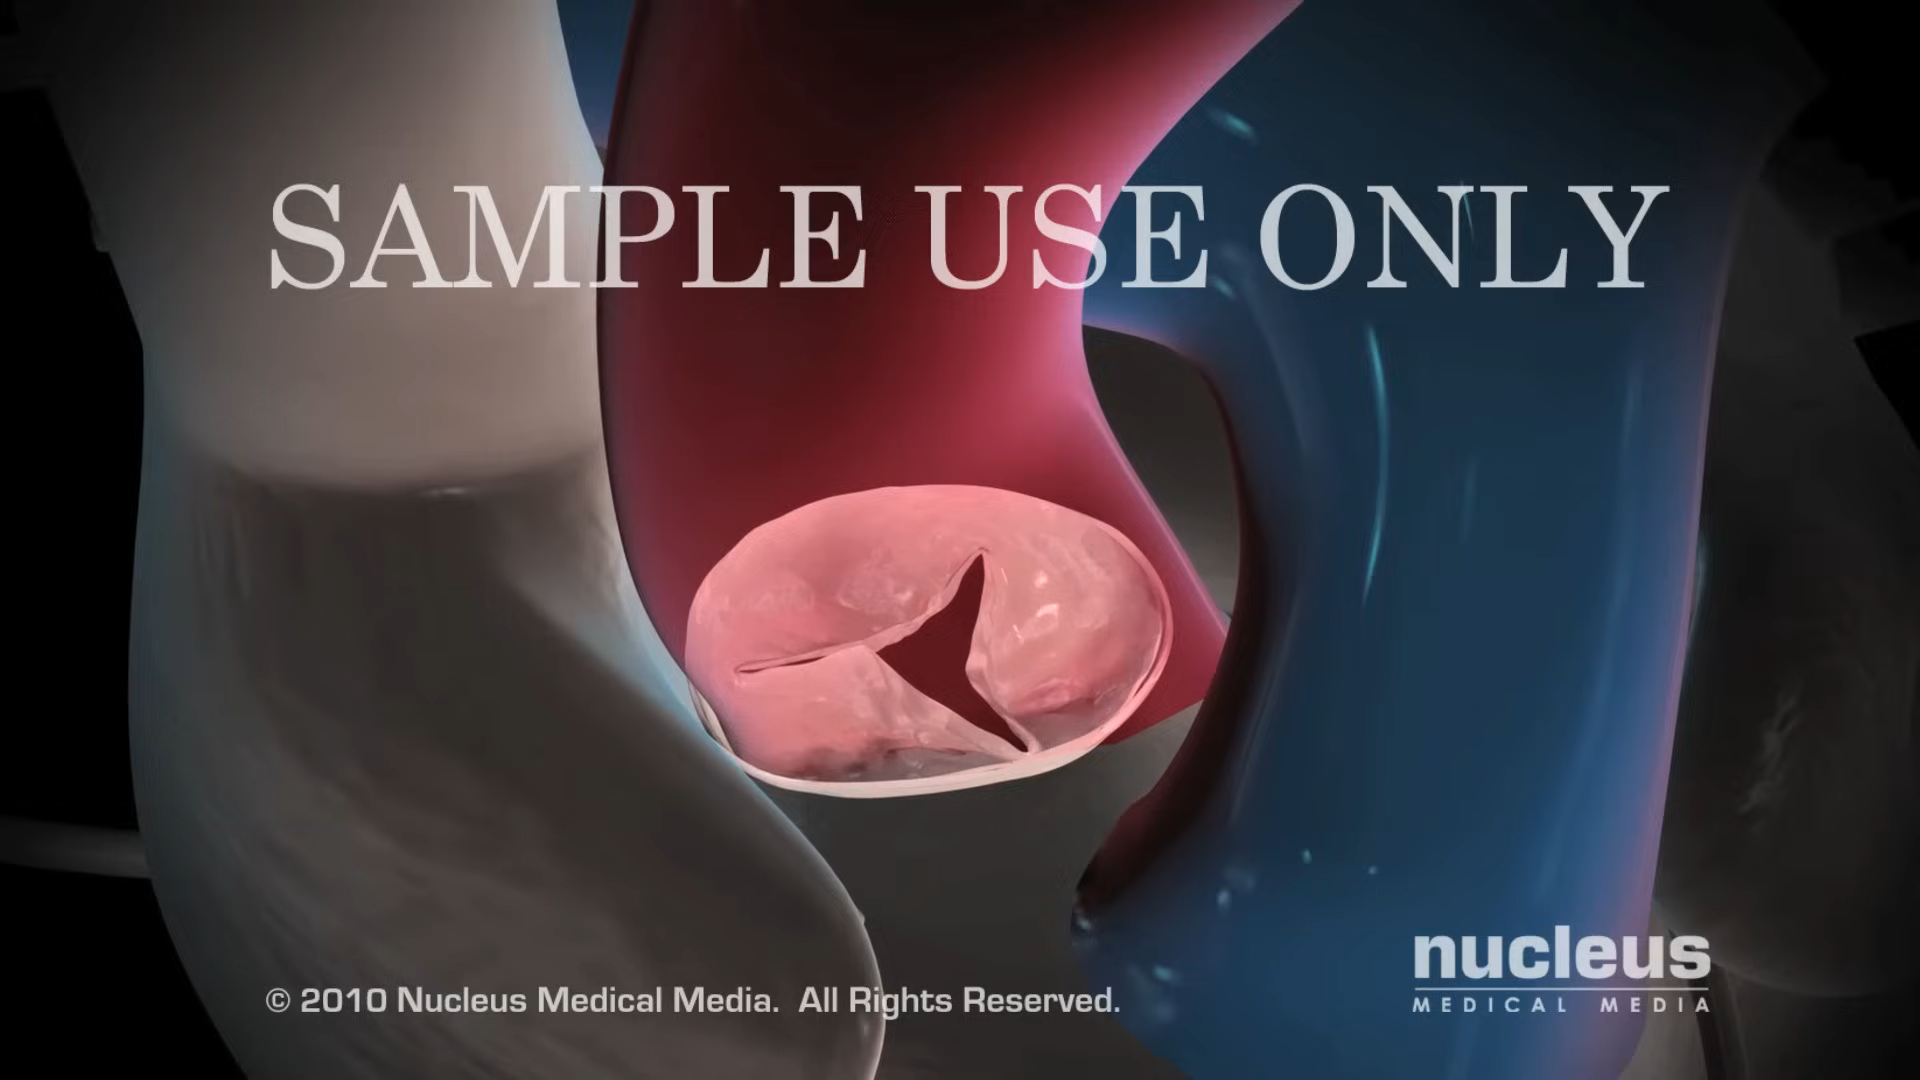 SAMPLE USE ONLY
nucleus
MEDICAL MEDIA
© 2010 Nucleus Medical Media. All Rights Reserved.